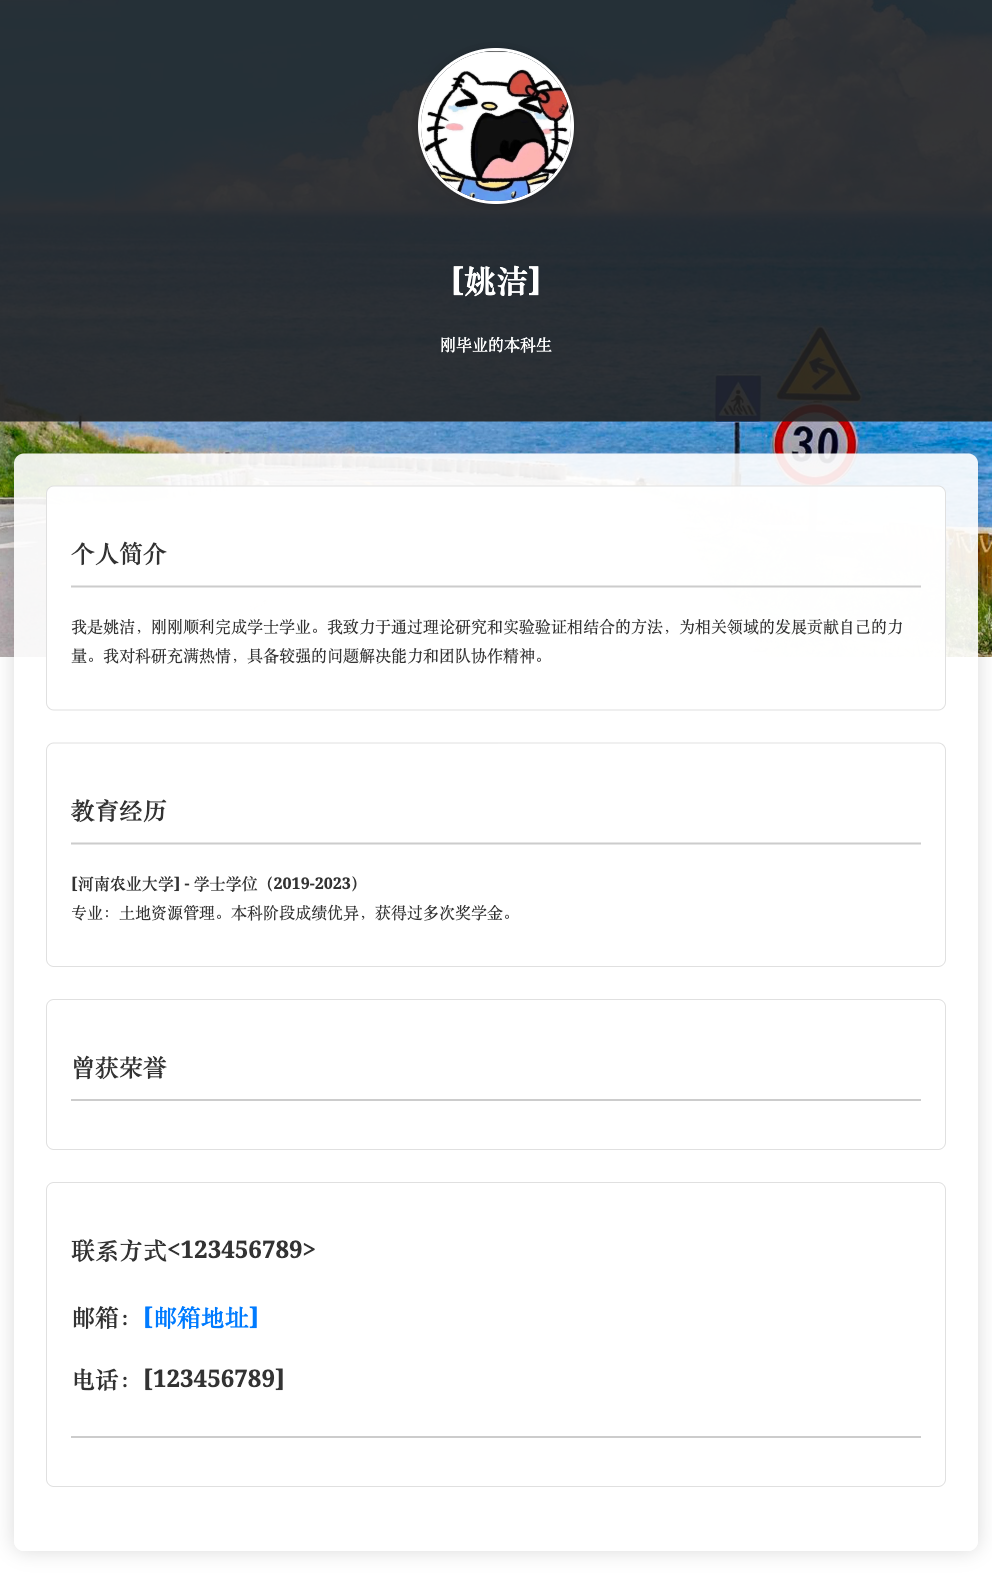 [姚洁]
刚毕业的本科生
30
个人简介
我是姚洁，刚刚顺利完成学士学业。我致力于通过理论研究和实验验证相结合的方法，为相关领域的发展贡献自己的力
量。我对科研充满热情，具备较强的问题解决能力和团队协作精神。
教育经历
[河南农业大学] - 学士学位（2019-2023）
专业：土地资源管理。本科阶段成绩优异，获得过多次奖学金。
曾获荣誉
联系方式<123456789>
邮箱：[邮箱地址]
电话：[123456789]